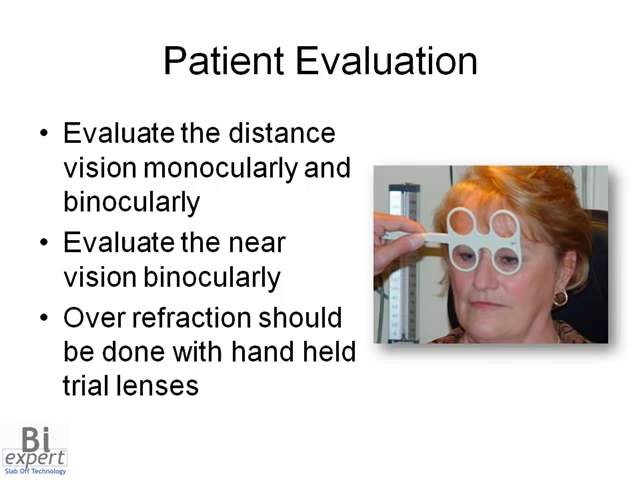 Patient Evaluation
• Evaluate the distance
vision monocularly and
binocularly
• Evaluate the near
vision binocularly
• Over refraction should
be done with hand held
trial lenses
Bi
expert
Slab Off Technology